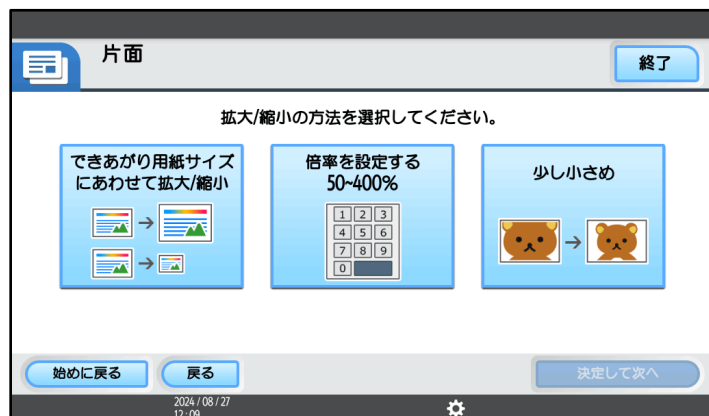 片面
終了
拡大/縮小の方法を選択してください。
できあがり用紙サイズ
にあわせて拡大/縮小
倍率を設定する
50~400%
1 2 3
4 5 6
7 8 9
0
少し小さめ
始めに戻る
戻る
決定して次へ
2024 / 08 / 27
12 : 09